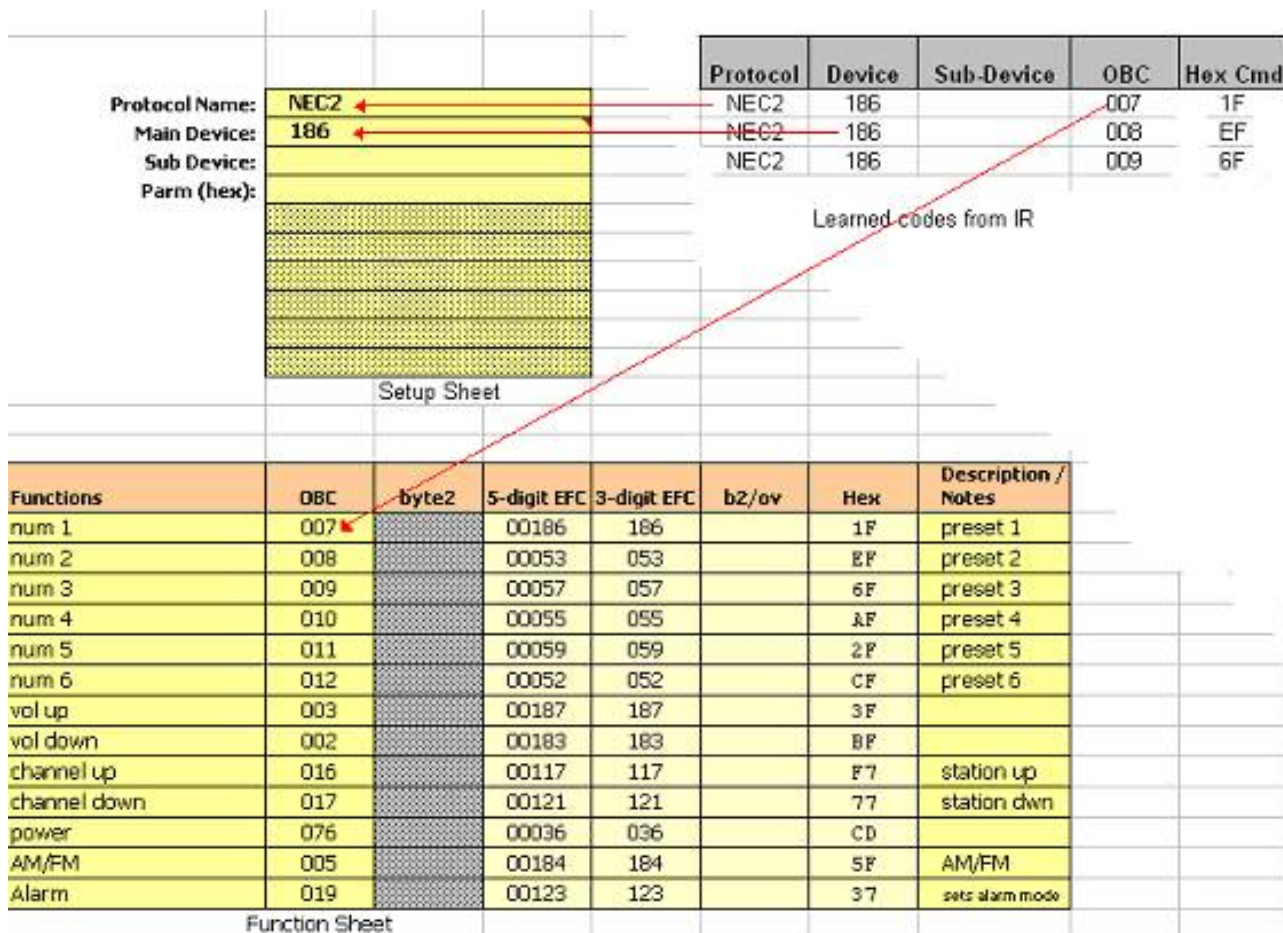 Protocol Device Sub-Device OBC Hex Cmd
Protocol Name: NEC2 NEC2 186 007 1F
Main Device: 186 NEC2 186 008 EF
Sub Device: NEC2 186 009 6F
Parm (hex):
Learned codes from IR
Setup Sheet
Functions OBC byte2 5-digit EFC 3-digit EFC b2/ov Hex Description / Notes
num 1 007 00186 186 1F preset 1
num 2 008 00053 053 EF preset 2
num 3 009 00057 057 6F preset 3
num 4 010 00055 055 AF preset 4
num 5 011 00059 059 2F preset 5
num 6 012 00052 052 CF preset 6
vol up 003 00187 187 3F
vol down 002 00183 183 BF
channel up 016 00117 117 F7 station up
channel down 017 00121 121 77 station dwn
power 076 00036 036 CD
AM/FM 005 00184 184 5F AM/FM
Alarm 019 00123 123 37 sets alarm mode
Function Sheet